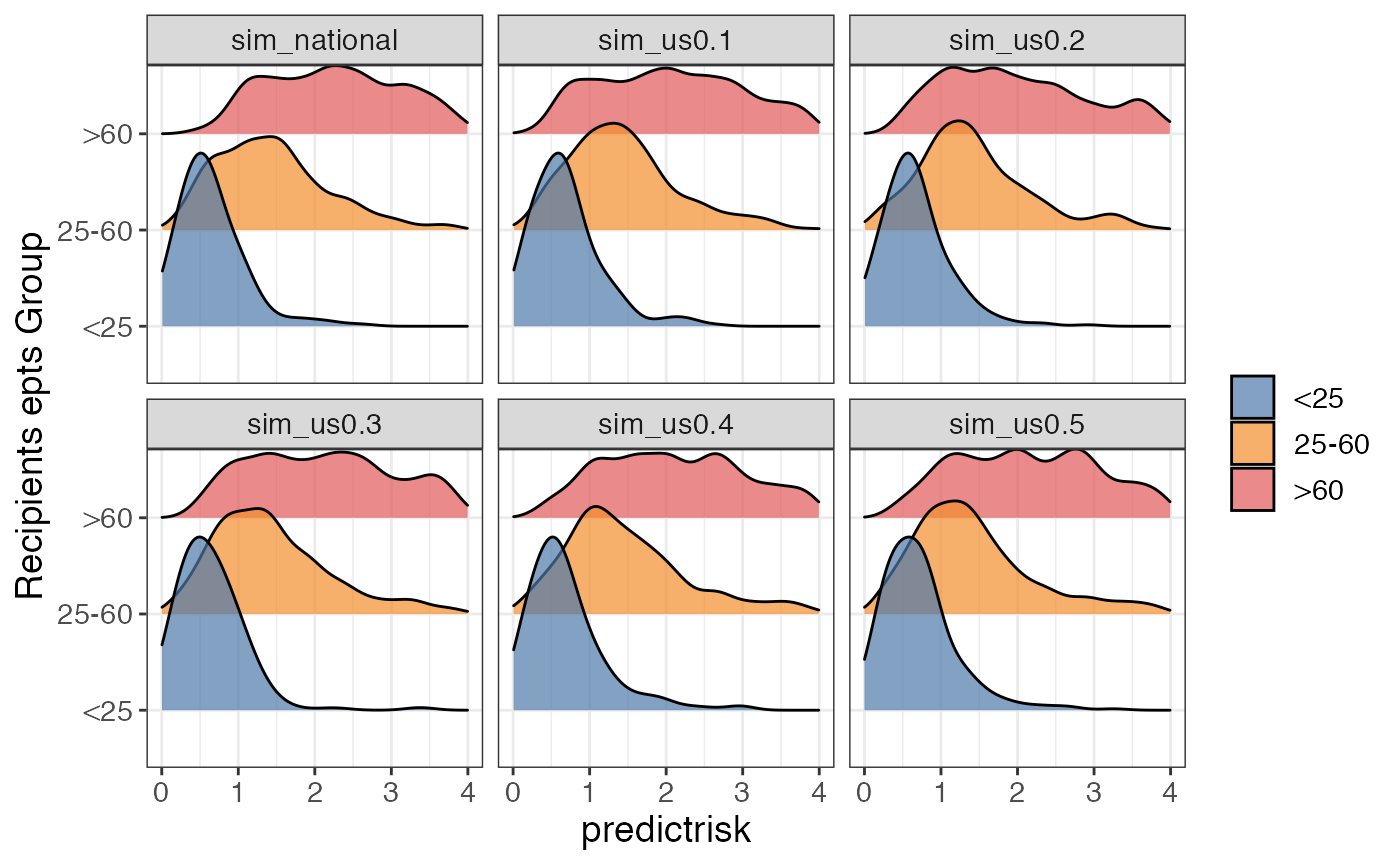 sim_national sim_us0.1 sim_us0.2
>60
25-60
<25
sim_us0.3 sim_us0.4 sim_us0.5
>60
25-60
<25
0 1 2 3 4 0 1 2 3 4 0 1 2 3 4
predictrisk
Recipients epts Group
<25
25-60
>60